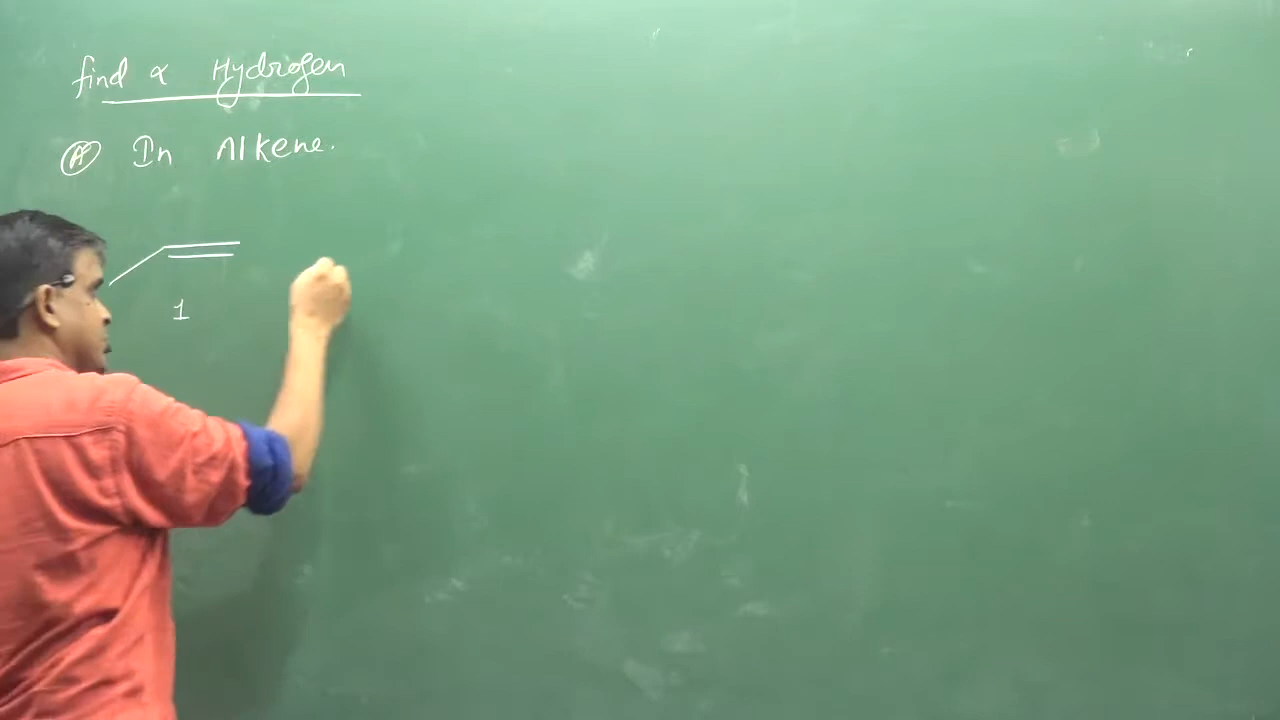 find α Hydrogen
Ⓐ In Alkene.
1